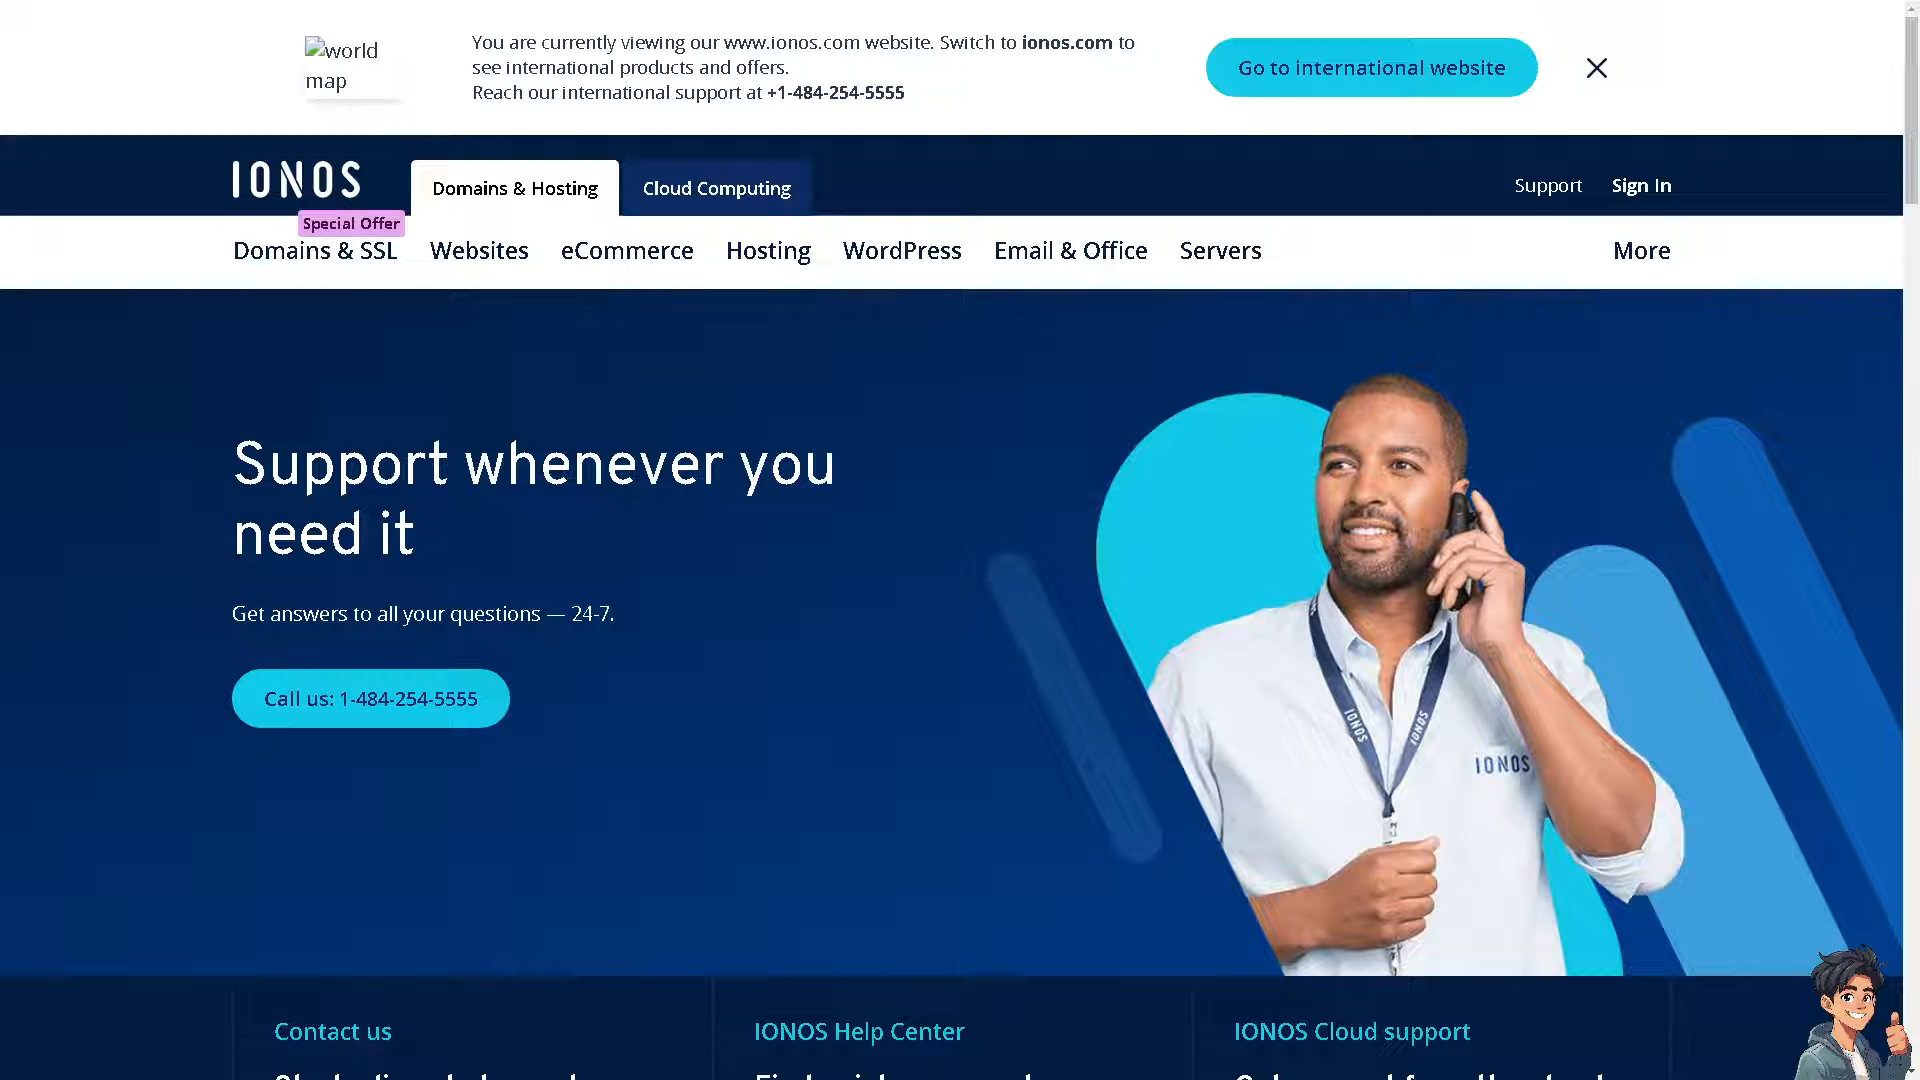 world
map
You are currently viewing our www.ionos.com website. Switch to ionos.com to
see international products and offers.
Reach our international support at +1-484-254-5555
Go to international website
IONOS
Domains & Hosting
Cloud Computing
Support
Sign In
Special Offer
Domains & SSL
Websites
eCommerce
Hosting
WordPress
Email & Office
Servers
More
Support whenever you
need it
Get answers to all your questions — 24-7.
Call us: 1-484-254-5555
IONOS
IONOS
IONOS
Contact us
IONOS Help Center
IONOS Cloud support